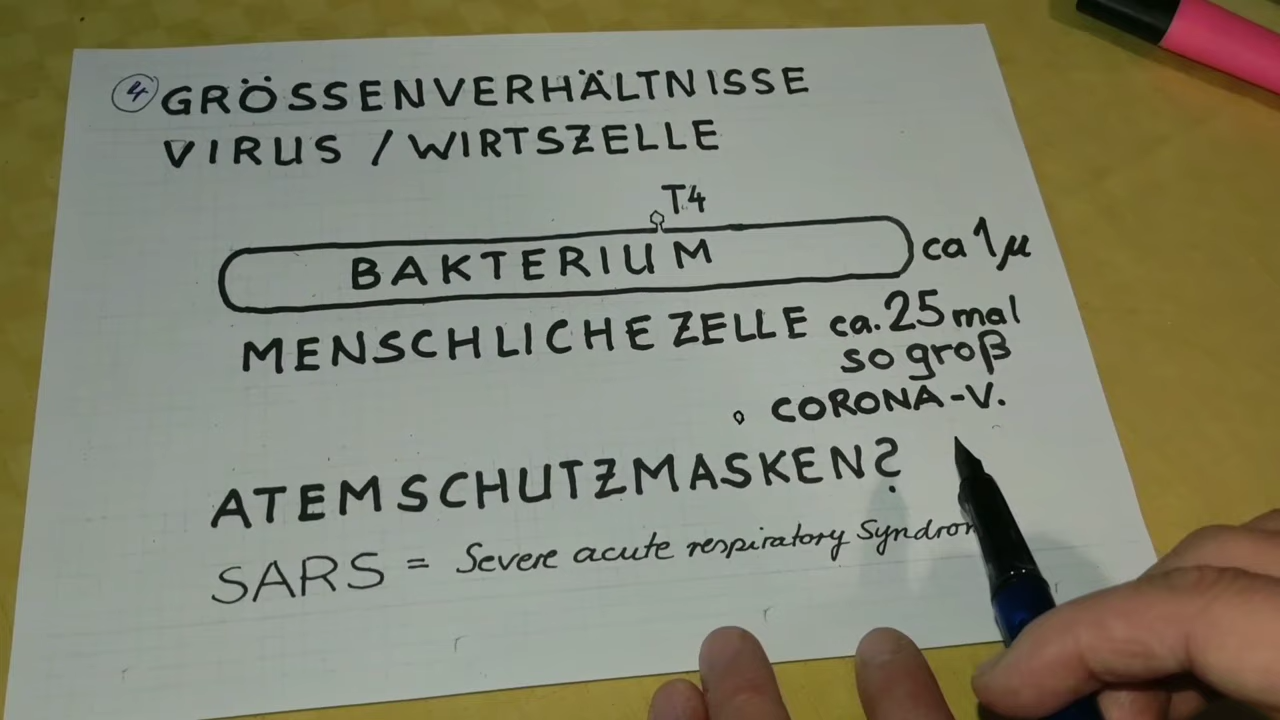 4 GRÖSSENVERHÄLTNISSE
VIRUS / WIRTSZELLE
T4
BAKTERIUM ca 1µ
MENSCHLICHE ZELLE ca. 25 mal
so groß
CORONA-V.
ATEMSCHUTZMASKEN?
SARS = Severe acute respiratory Syndrom